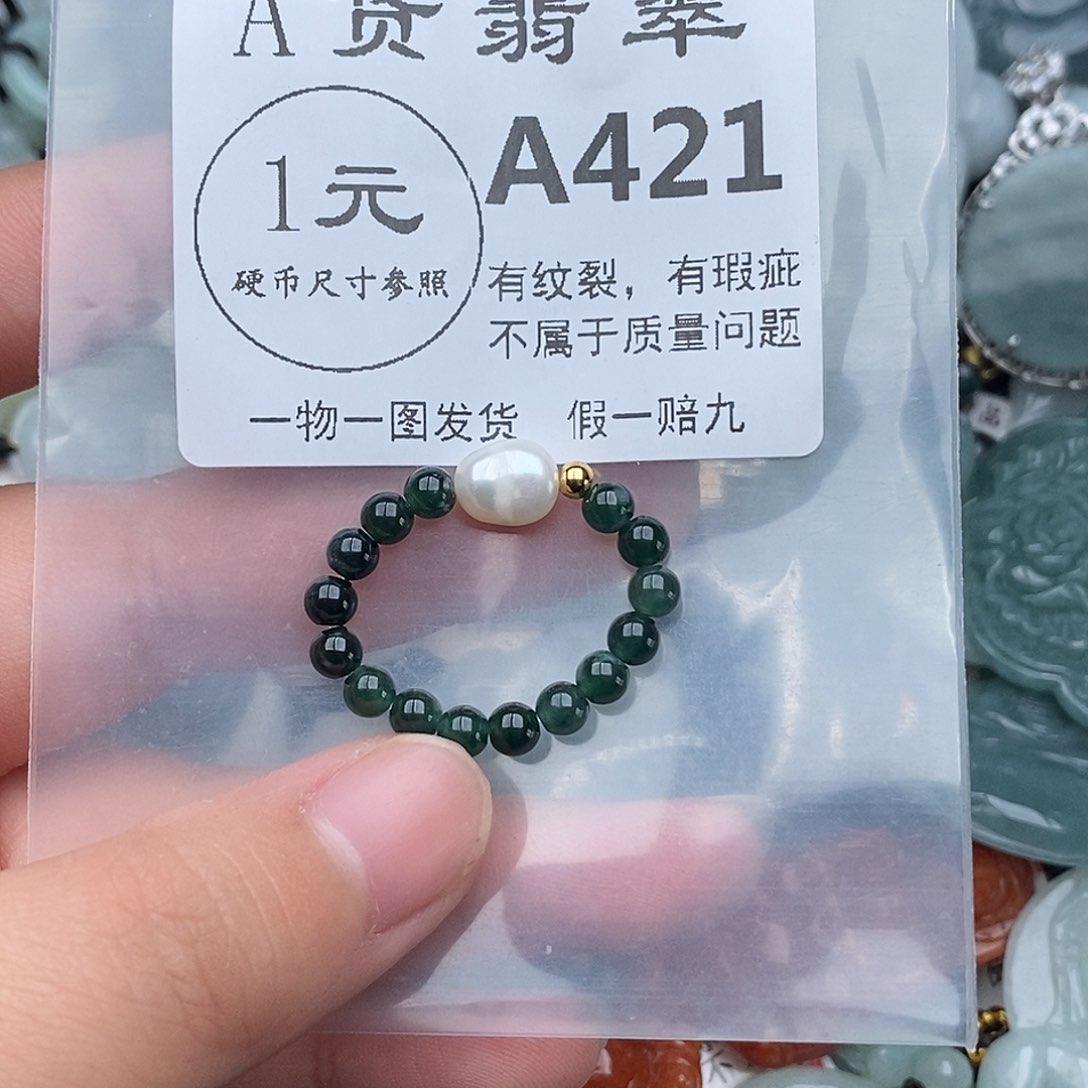 A货翡翠
1元
硬币尺寸参照
A421
有纹裂，有瑕疵
不属于质量问题
一物一图发货 假一赔九